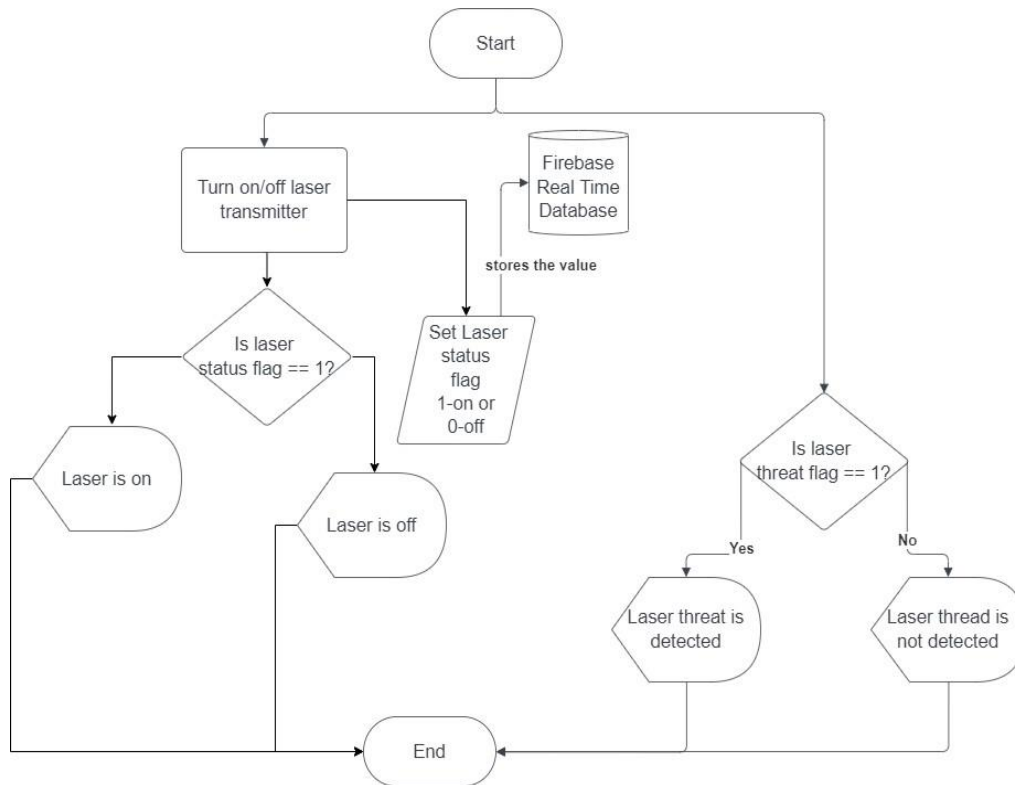 Start
Turn on/off laser
transmitter
Firebase
Real Time
Database
stores the value
Is laser
status flag == 1?
Set Laser
status
flag
1-on or
0-off
Laser is on
Laser is off
Is laser
threat flag == 1?
Yes
No
Laser threat is
detected
Laser thread is
not detected
End